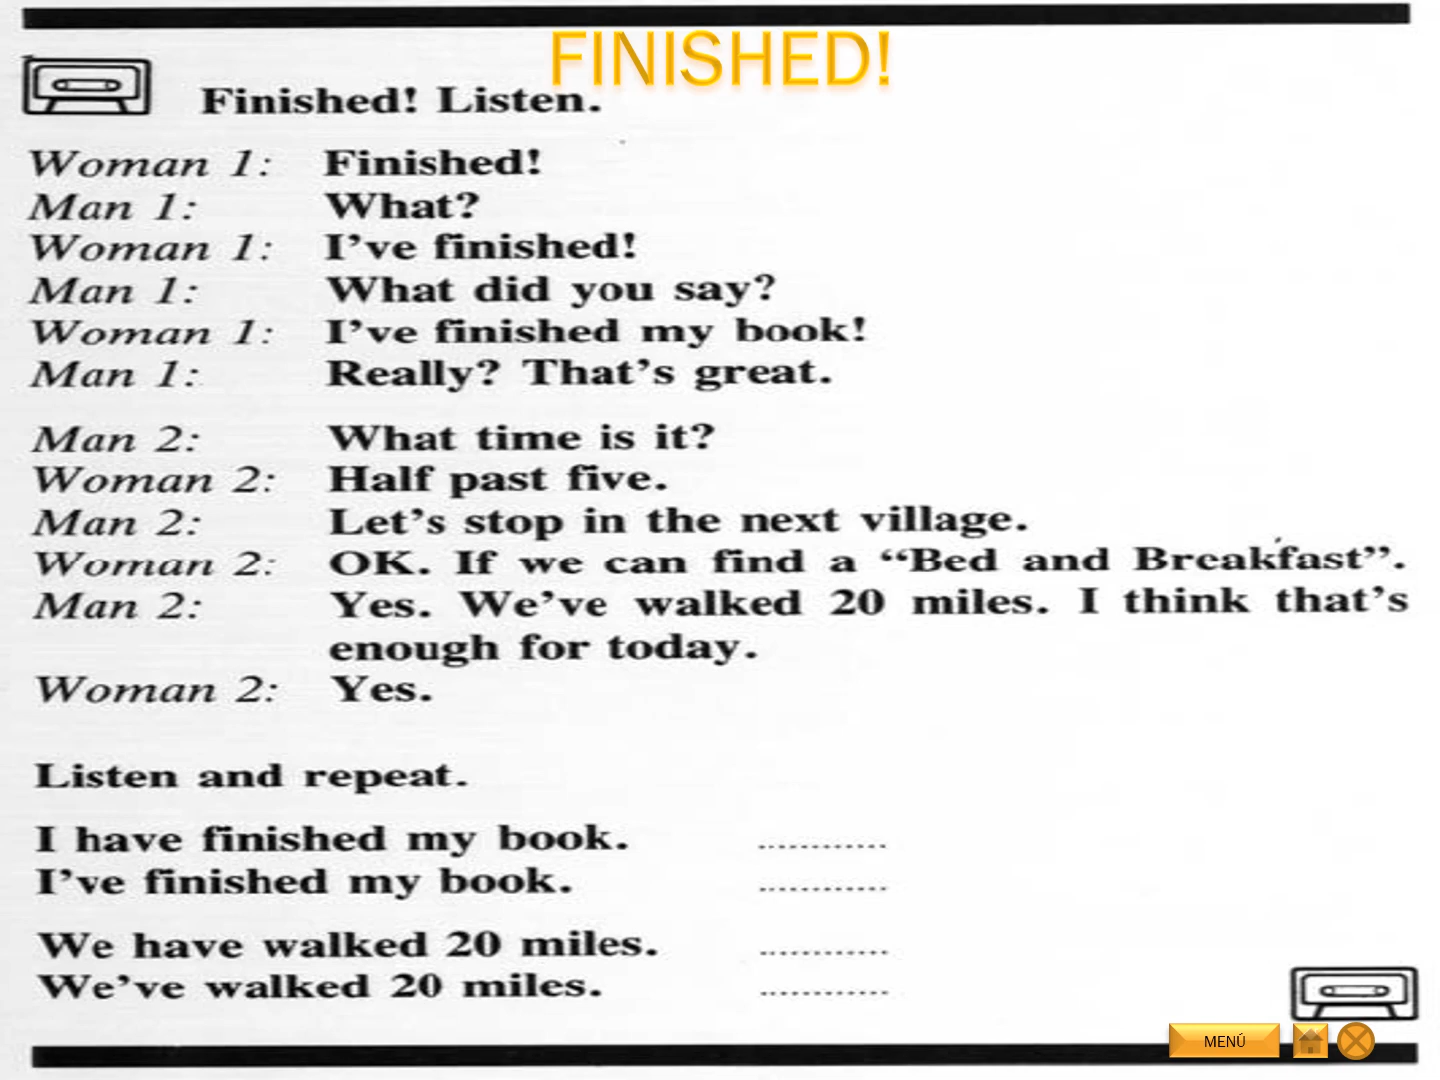 FINISHED!
Finished! Listen.
Woman 1: Finished!
Man 1: What?
Woman 1: I've finished!
Man 1: What did you say?
Woman 1: I've finished my book!
Man 1: Really? That's great.
Man 2: What time is it?
Woman 2: Half past five.
Man 2: Let's stop in the next village.
Woman 2: OK. If we can find a “Bed and Breakfast”.
Man 2: Yes. We've walked 20 miles. I think that's
enough for today.
Woman 2: Yes.
Listen and repeat.
I have finished my book. ............
I've finished my book. ............
We have walked 20 miles. ............
We've walked 20 miles. ............
MENÚ